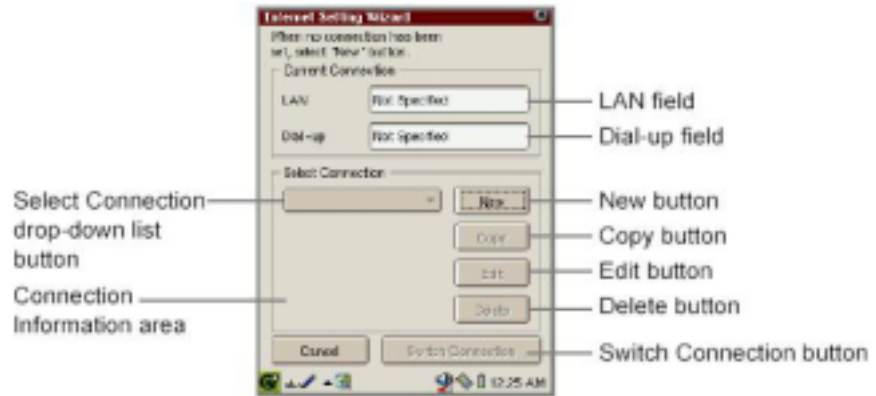 Internet Setting Wizard
When no connection has been
set, select "New" button.
Current Connection
LAN
Not Specified
LAN field
Dial-up
Not Specified
Dial-up field
Select Connection
Select Connection
drop-down list
button
New
New button
Copy
Copy button
Edit
Edit button
Connection
Information area
Delete
Delete button
Cancel
Switch Connection
Switch Connection button
12:25 AM